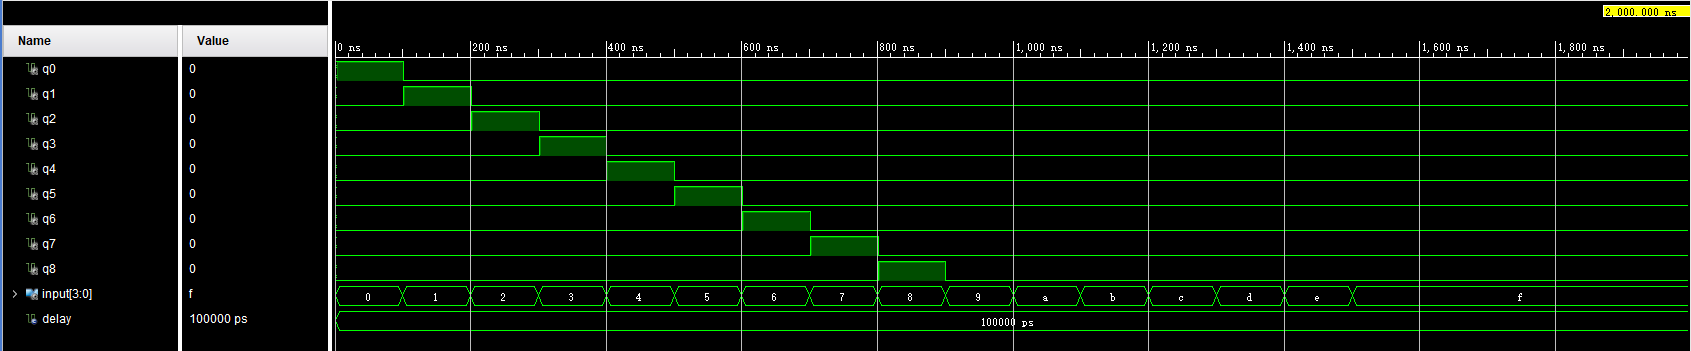 2,000.000 ns
Name Value
0 ns 200 ns 400 ns 600 ns 800 ns 1,000 ns 1,200 ns 1,400 ns 1,600 ns 1,800 ns
q0 0
q1 0
q2 0
q3 0
q4 0
q5 0
q6 0
q7 0
q8 0
input[3:0] f 0 1 2 3 4 5 6 7 8 9 a b c d e f
delay 100000 ps 100000 ps